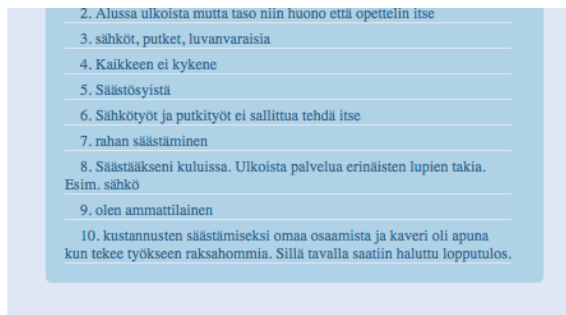 2. Alussa ulkoista mutta taso niin huono että opettelin itse
3. sähköt, putket, luvanvaraisia
4. Kaikkeen ei kykene
5. Säästösyistä
6. Sähkötyöt ja putkityöt ei sallittua tehdä itse
7. rahan säästäminen
8. Säästääkseni kuluissa. Ulkoista palvelua erinäisten lupien takia.
Esim. sähkö
9. olen ammattilainen
10. kustannusten säästämiseksi omaa osaamista ja kaveri oli apuna
kun tekee työkseen raksahommia. Sillä tavalla saatiin haluttu lopputulos.